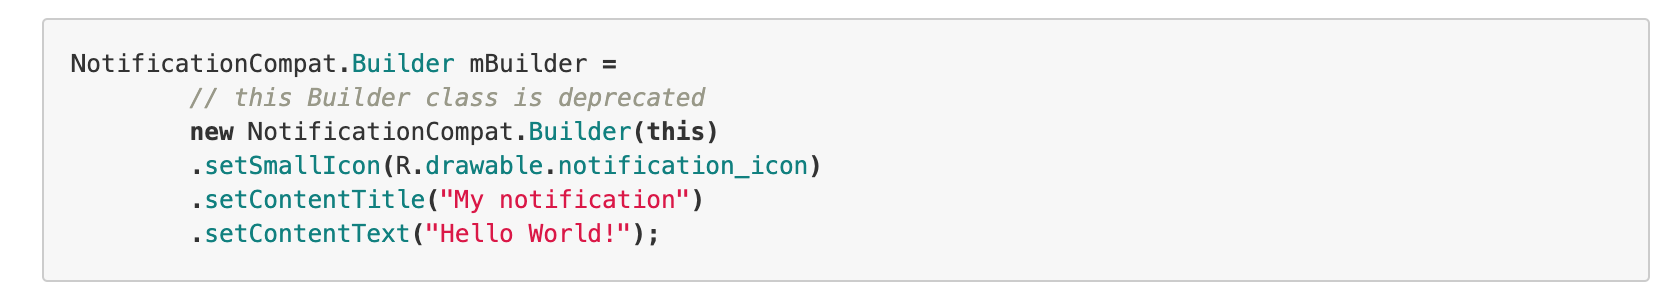 NotificationCompat.Builder mBuilder =
// this Builder class is deprecated
new NotificationCompat.Builder(this)
.setSmallIcon(R.drawable.notification_icon)
.setContentTitle("My notification")
.setContentText("Hello World!");